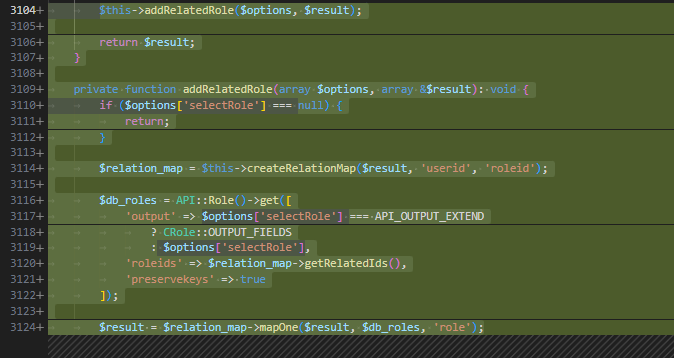 3104+ $this->addRelatedRole($options, $result);
3105+
3106+ return $result;
3107+ }
3108+
3109+ private function addRelatedRole(array $options, array &$result): void {
3110+ if ($options['selectRole'] === null) {
3111+ return;
3112+ }
3113+
3114+ $relation_map = $this->createRelationMap($result, 'userid', 'roleid');
3115+
3116+ $db_roles = API::Role()->get([
3117+ 'output' => $options['selectRole'] === API_OUTPUT_EXTEND
3118+ ? CRole::OUTPUT_FIELDS
3119+ : $options['selectRole'],
3120+ 'roleids' => $relation_map->getRelatedIds(),
3121+ 'preservekeys' => true
3122+ ]);
3123+
3124+ $result = $relation_map->mapOne($result, $db_roles, 'role');